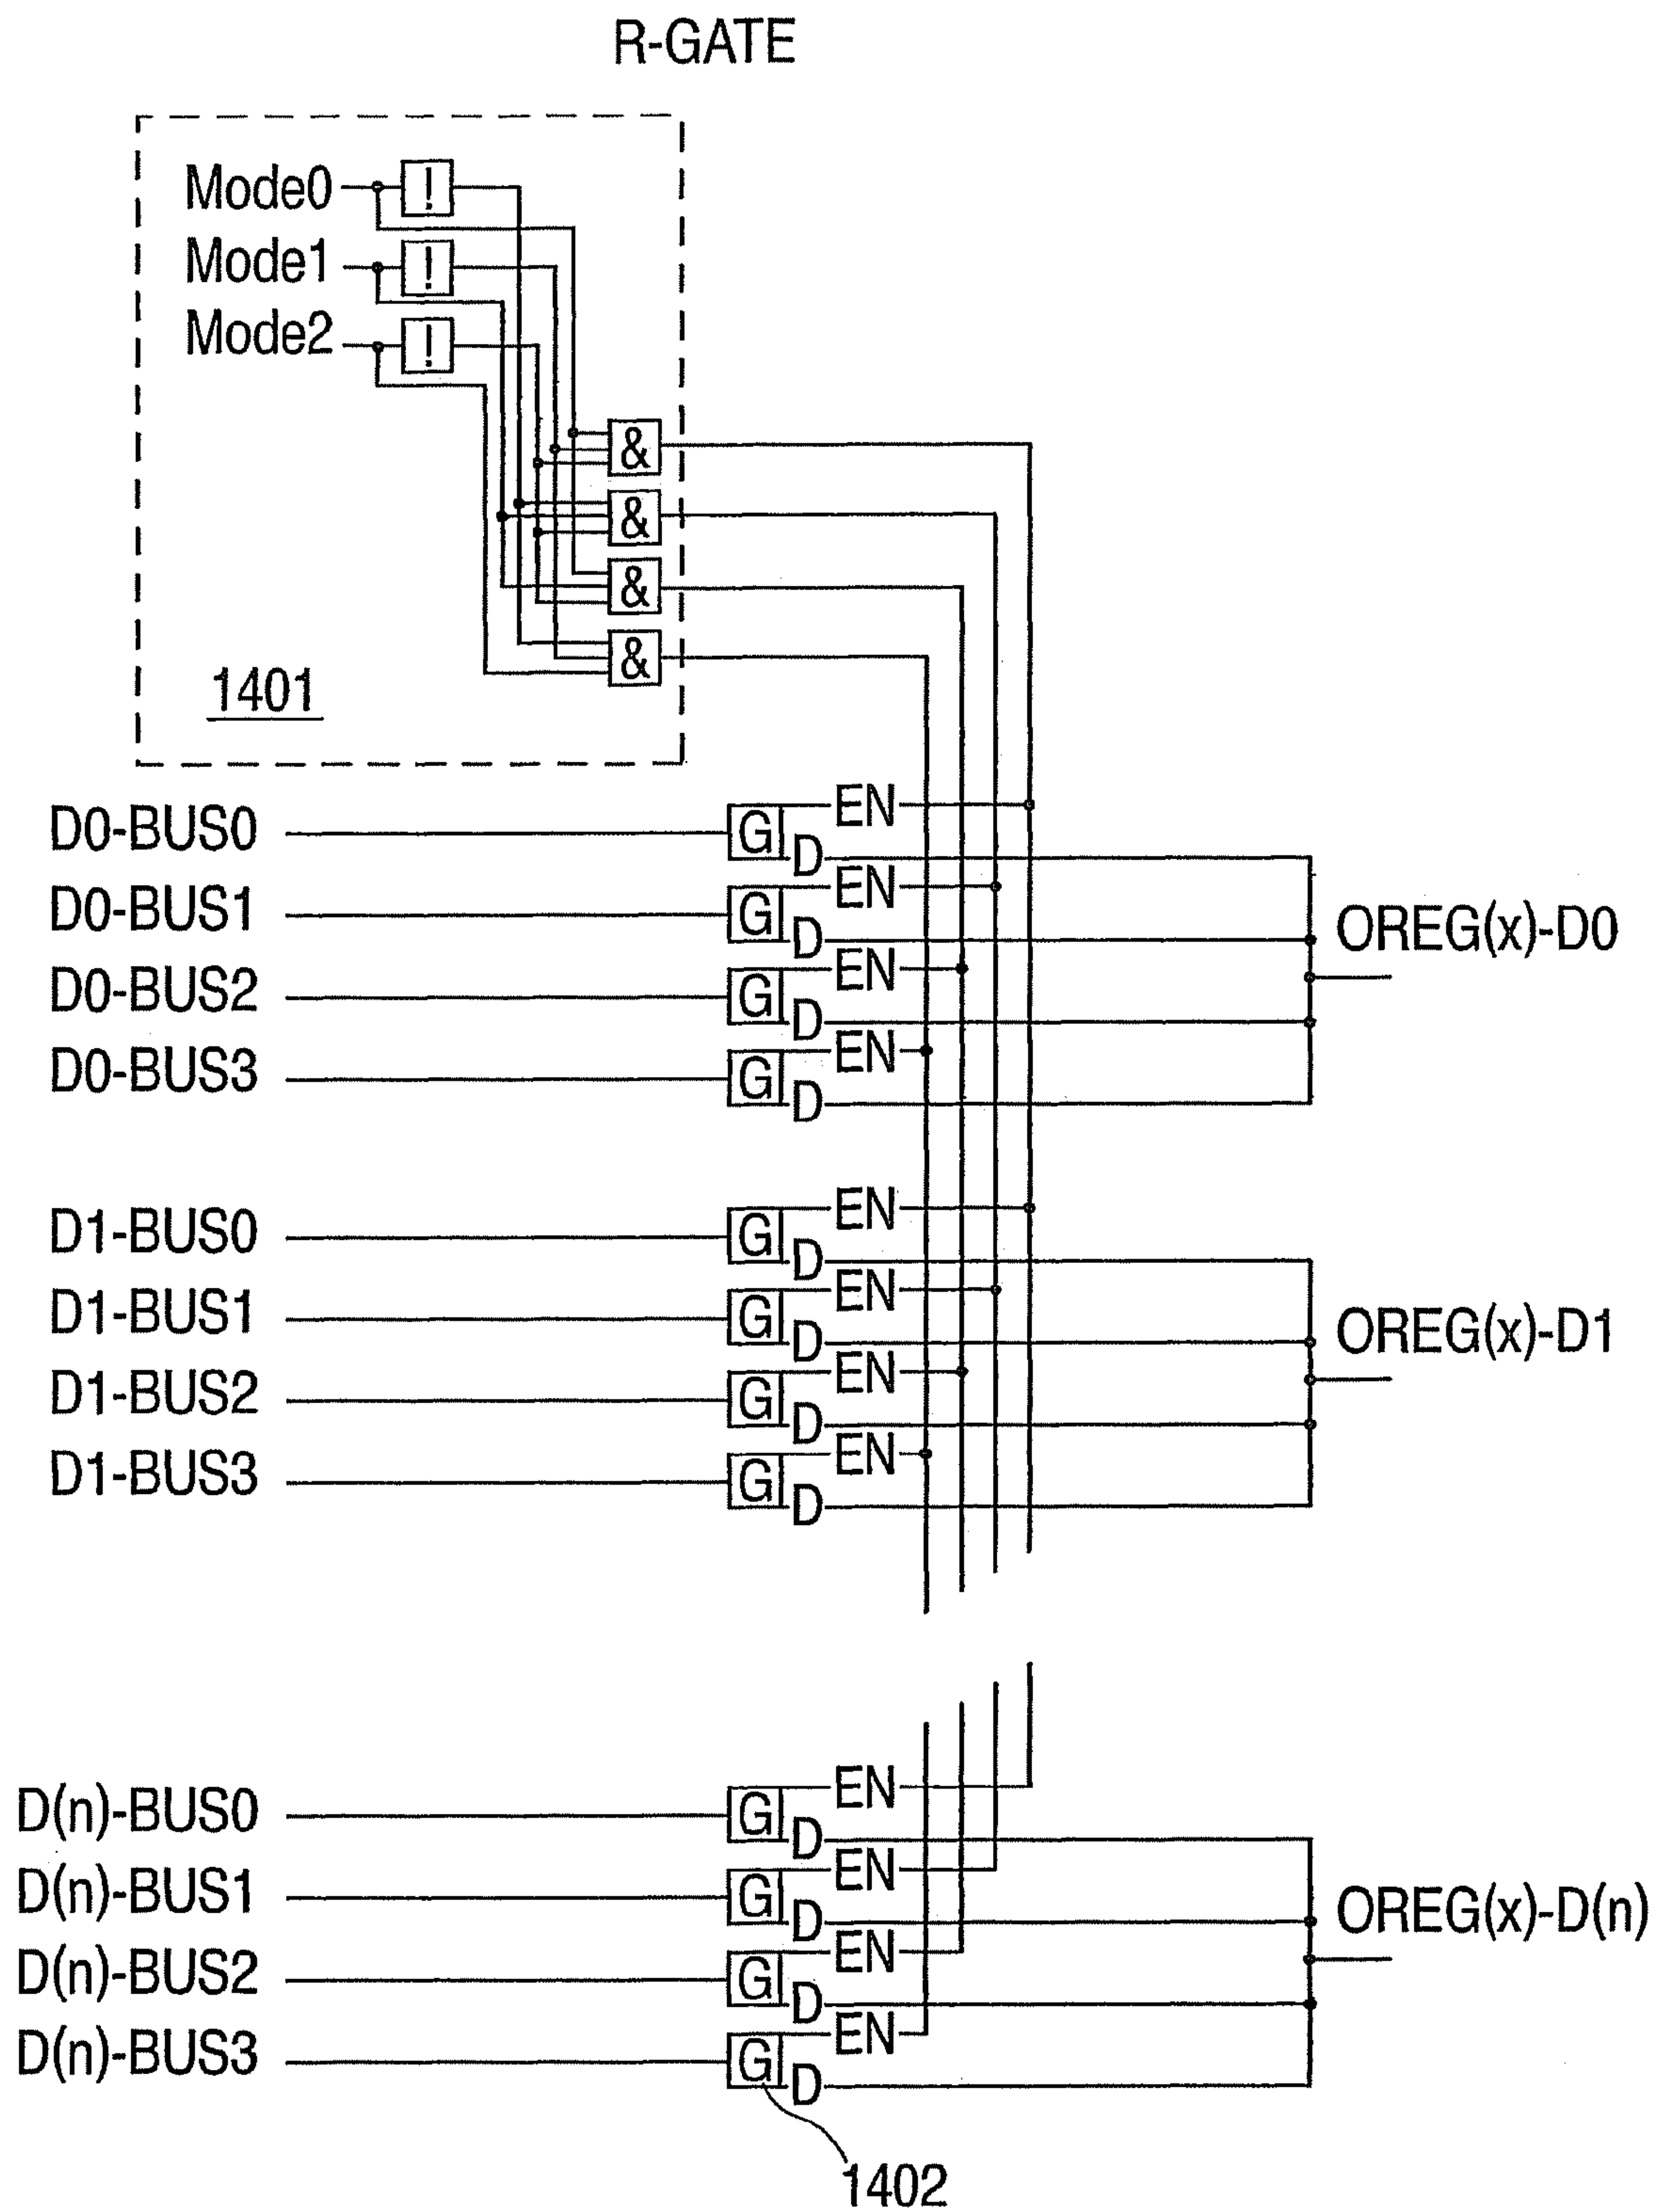 R-GATE
Mode0 !
Mode1 !
Mode2 !
&
&
&
&
1401
D0-BUS0 G EN D
D0-BUS1 G EN D
D0-BUS2 G EN D
D0-BUS3 G EN D
OREG(x)-D0
D1-BUS0 G EN D
D1-BUS1 G EN D
D1-BUS2 G EN D
D1-BUS3 G EN D
OREG(x)-D1
D(n)-BUS0 G EN D
D(n)-BUS1 G EN D
D(n)-BUS2 G EN D
D(n)-BUS3 G EN D
OREG(x)-D(n)
1402